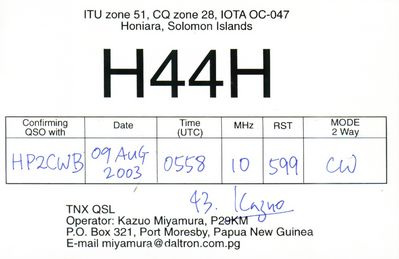 ITU zone 51, CQ zone 28, IOTA OC-047
Honiara, Solomon Islands
H44H
Confirming QSO with Date Time (UTC) MHz RST MODE 2 Way
HP2CWB 09 AUG 2003 0558 10 599 CW
73. Kazuo
TNX QSL
Operator: Kazuo Miyamura, P29KM
P.O. Box 321, Port Moresby, Papua New Guinea
E-mail miyamura@daltron.com.pg